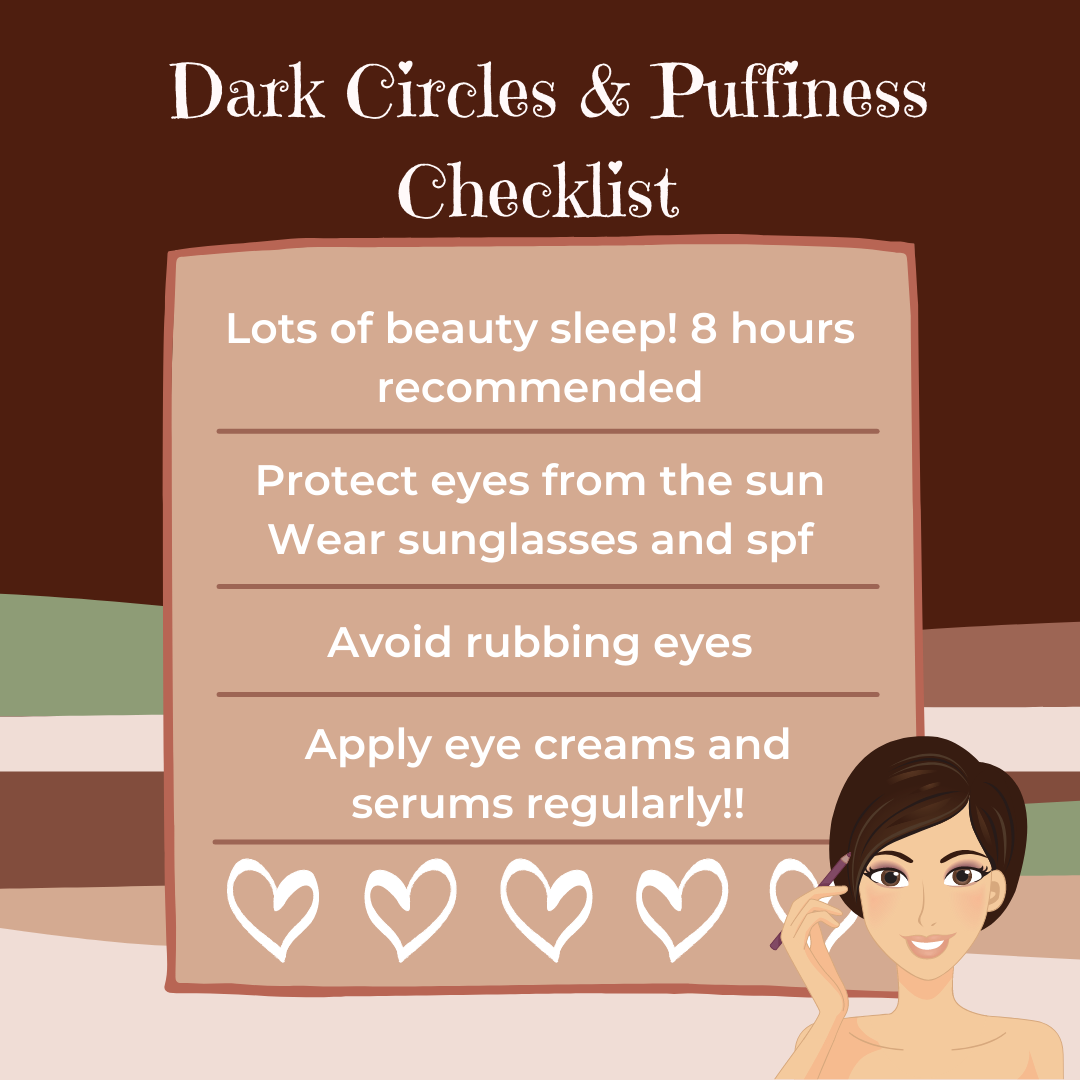 Dark Circles & Puffiness
Checklist
Lots of beauty sleep! 8 hours
recommended
Protect eyes from the sun
Wear sunglasses and spf
Avoid rubbing eyes
Apply eye creams and
serums regularly!!